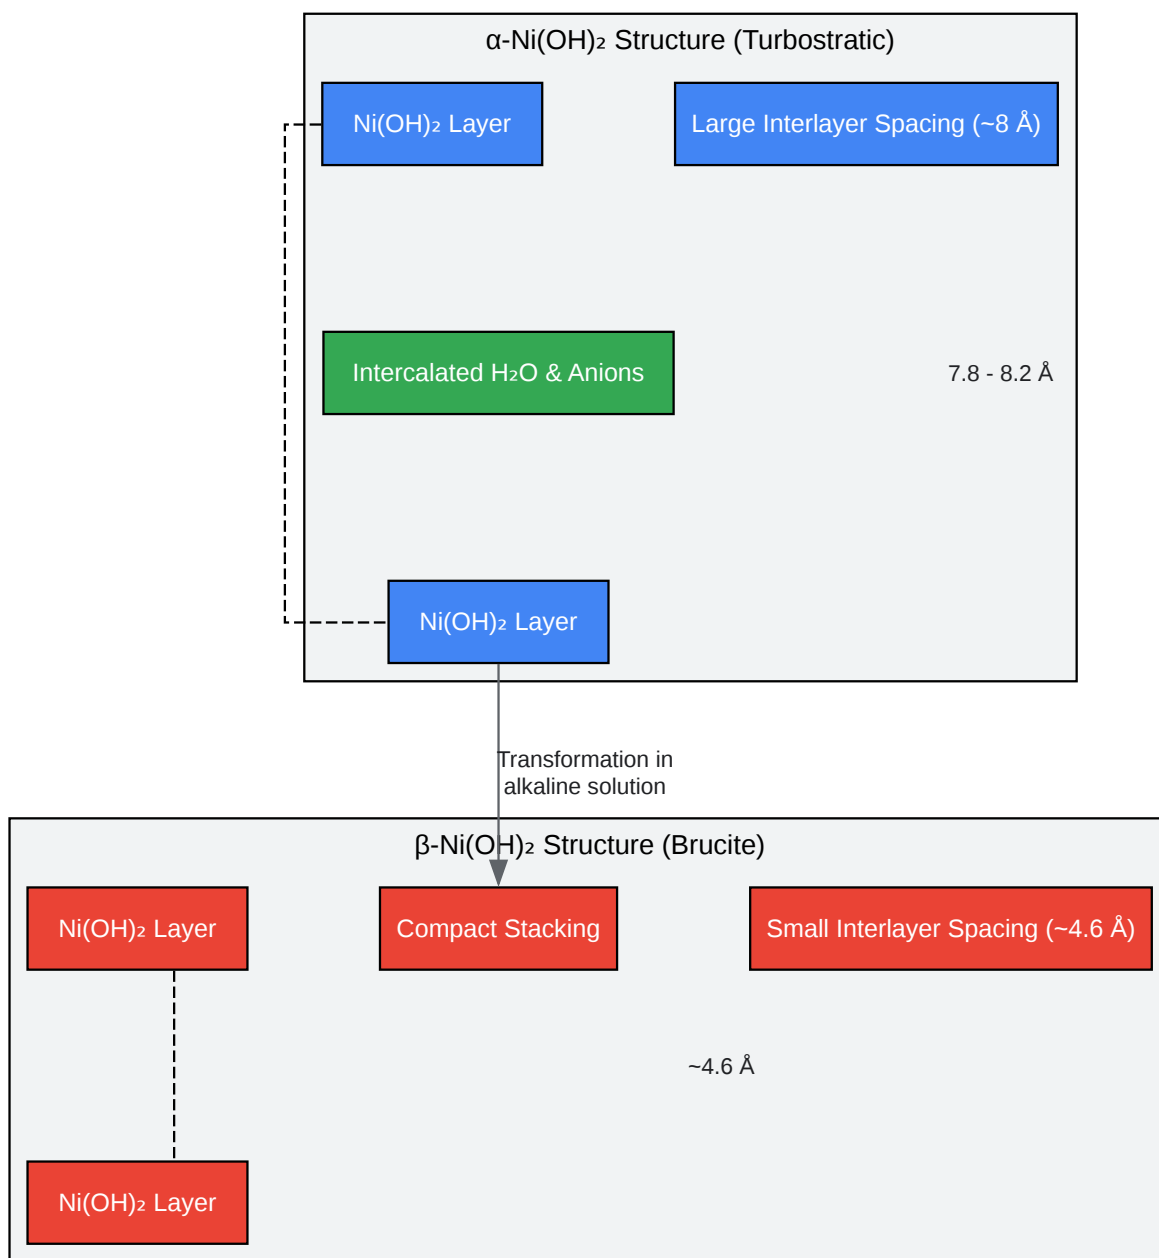 α-Ni(OH)₂ Structure (Turbostratic)
Ni(OH)₂ Layer
Large Interlayer Spacing (~8 Å)
Intercalated H₂O & Anions
7.8 - 8.2 Å
Ni(OH)₂ Layer
Transformation in
alkaline solution
β-Ni(OH)₂ Structure (Brucite)
Ni(OH)₂ Layer
Compact Stacking
Small Interlayer Spacing (~4.6 Å)
~4.6 Å
Ni(OH)₂ Layer